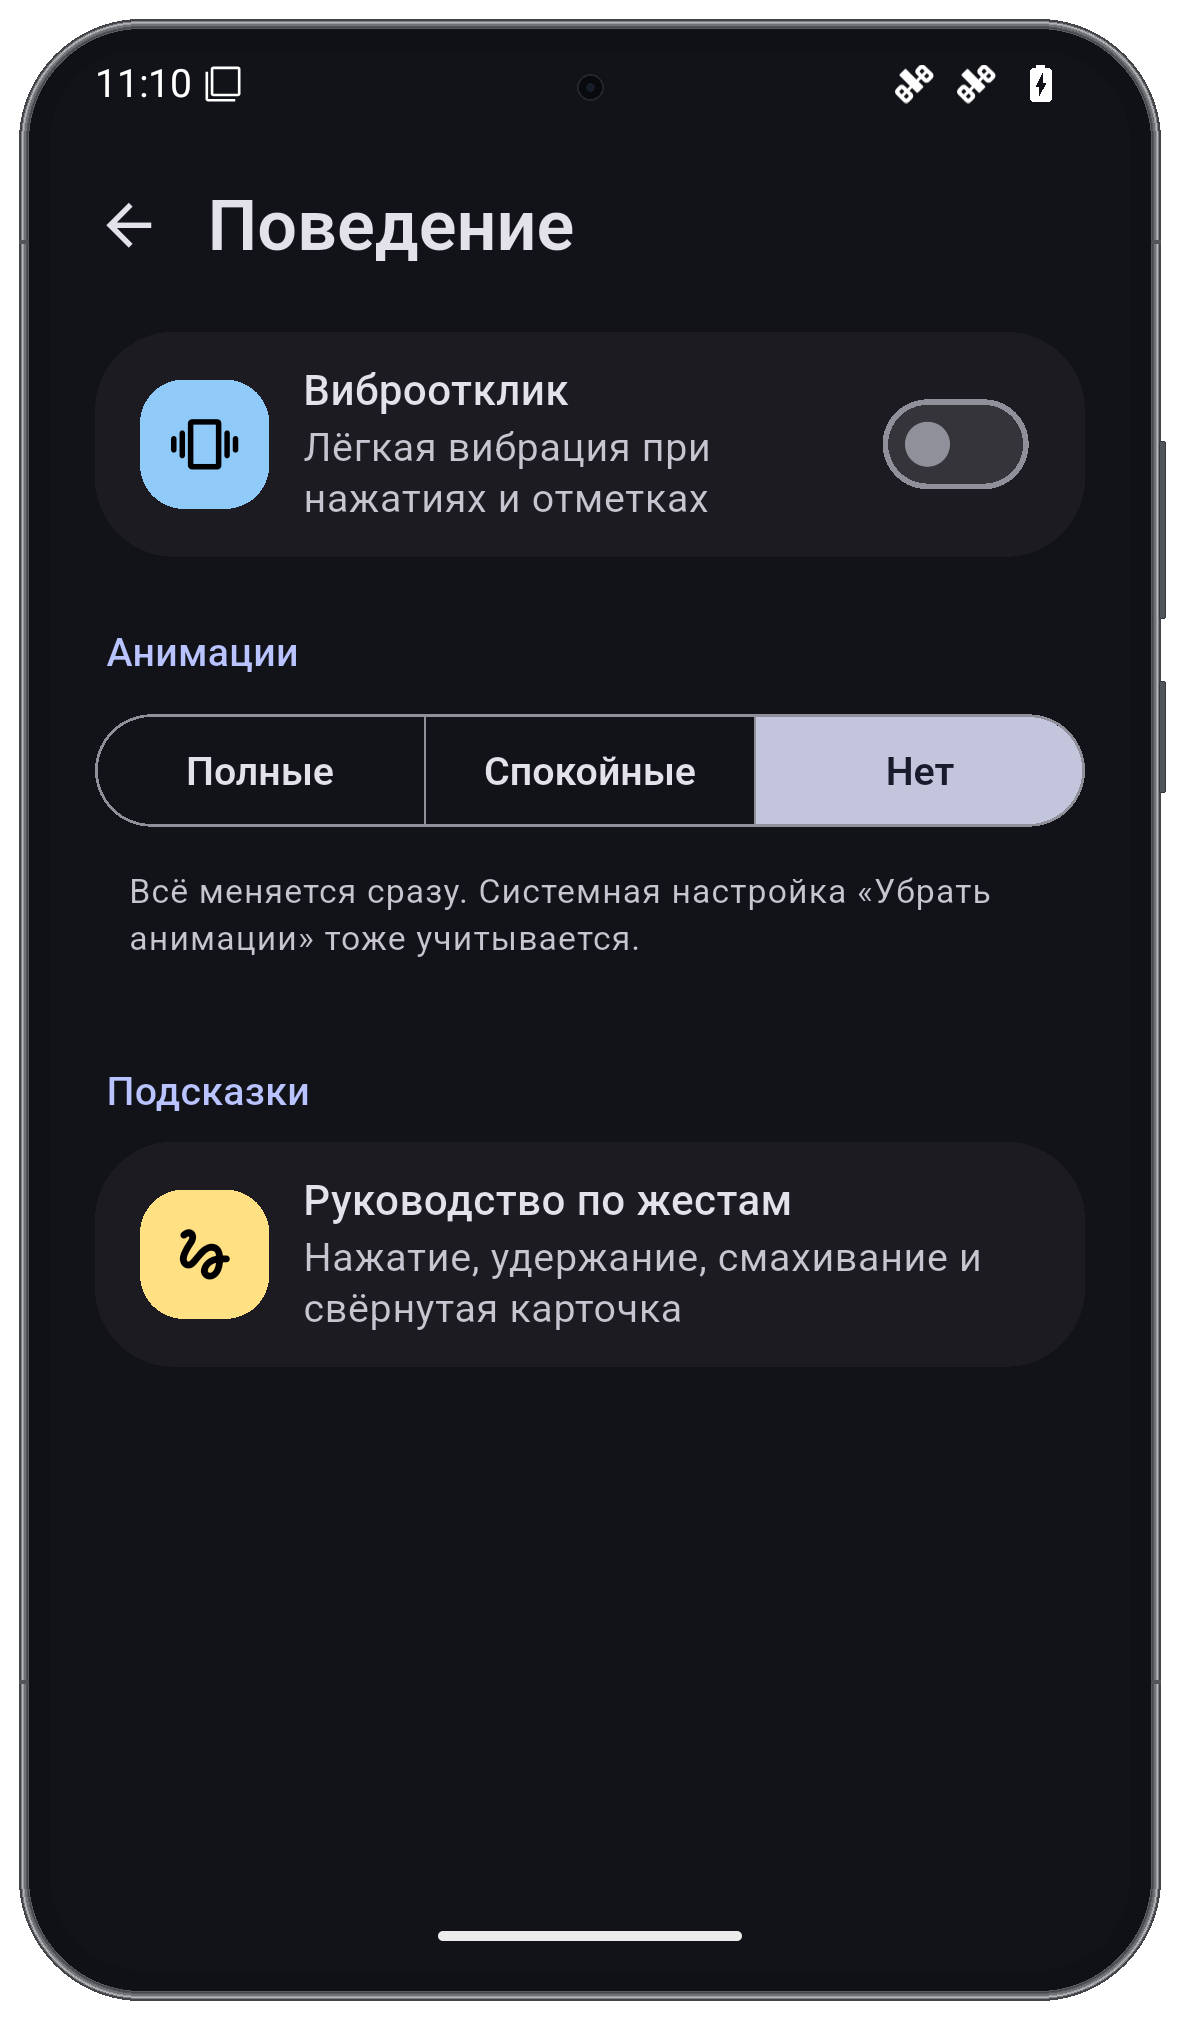 11:10
Поведение
Виброотклик
Лёгкая вибрация при
нажатиях и отметках
Анимации
Полные
Спокойные
Нет
Всё меняется сразу. Системная настройка «Убрать
анимации» тоже учитывается.
Подсказки
Руководство по жестам
Нажатие, удержание, смахивание и
свёрнутая карточка